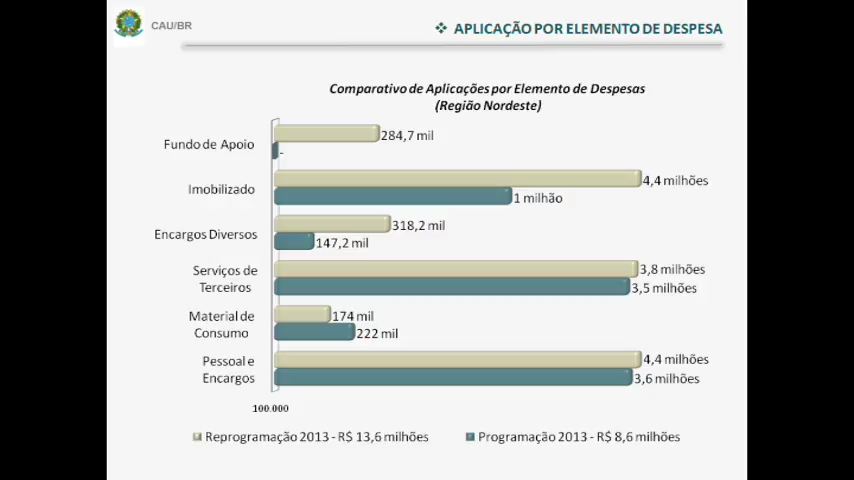 CAU/BR
❖ APLICAÇÃO POR ELEMENTO DE DESPESA
Comparativo de Aplicações por Elemento de Despesas
(Região Nordeste)
Fundo de Apoio
284,7 mil
-
Imobilizado
4,4 milhões
1 milhão
Encargos Diversos
318,2 mil
147,2 mil
Serviços de
Terceiros
3,8 milhões
3,5 milhões
Material de
Consumo
174 mil
222 mil
Pessoal e
Encargos
4,4 milhões
3,6 milhões
100.000
Reprogramação 2013 - R$ 13,6 milhões
Programação 2013 - R$ 8,6 milhões